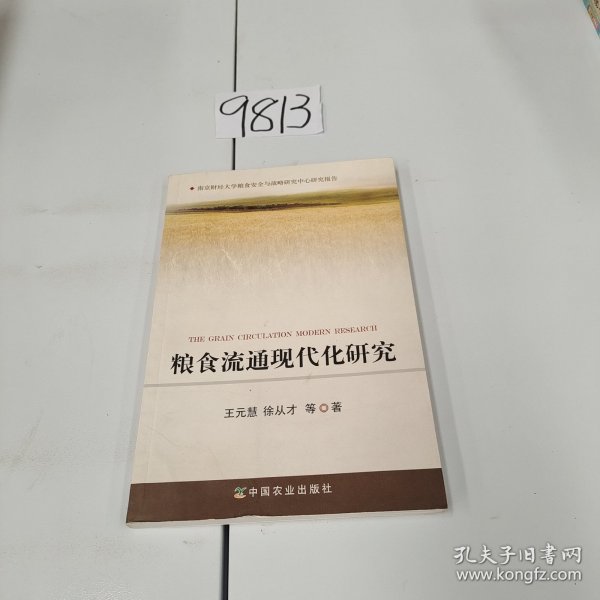 9813
南京财经大学粮食安全与战略研究中心研究报告
THE GRAIN CIRCULATION MODERN RESEARCH
粮食流通现代化研究
王元慧 徐从才 等 著
中国农业出版社
孔夫子旧书网
www.kongfz.com